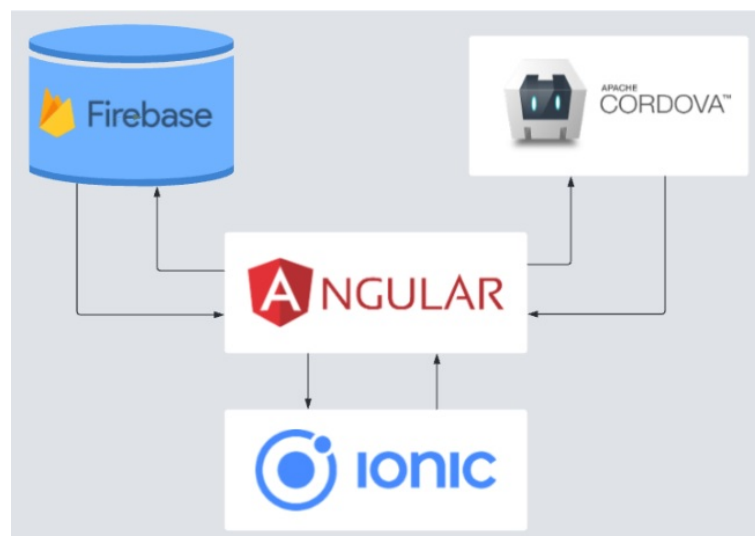 Firebase
APACHE
CORDOVA™
ANGULAR
IONIC